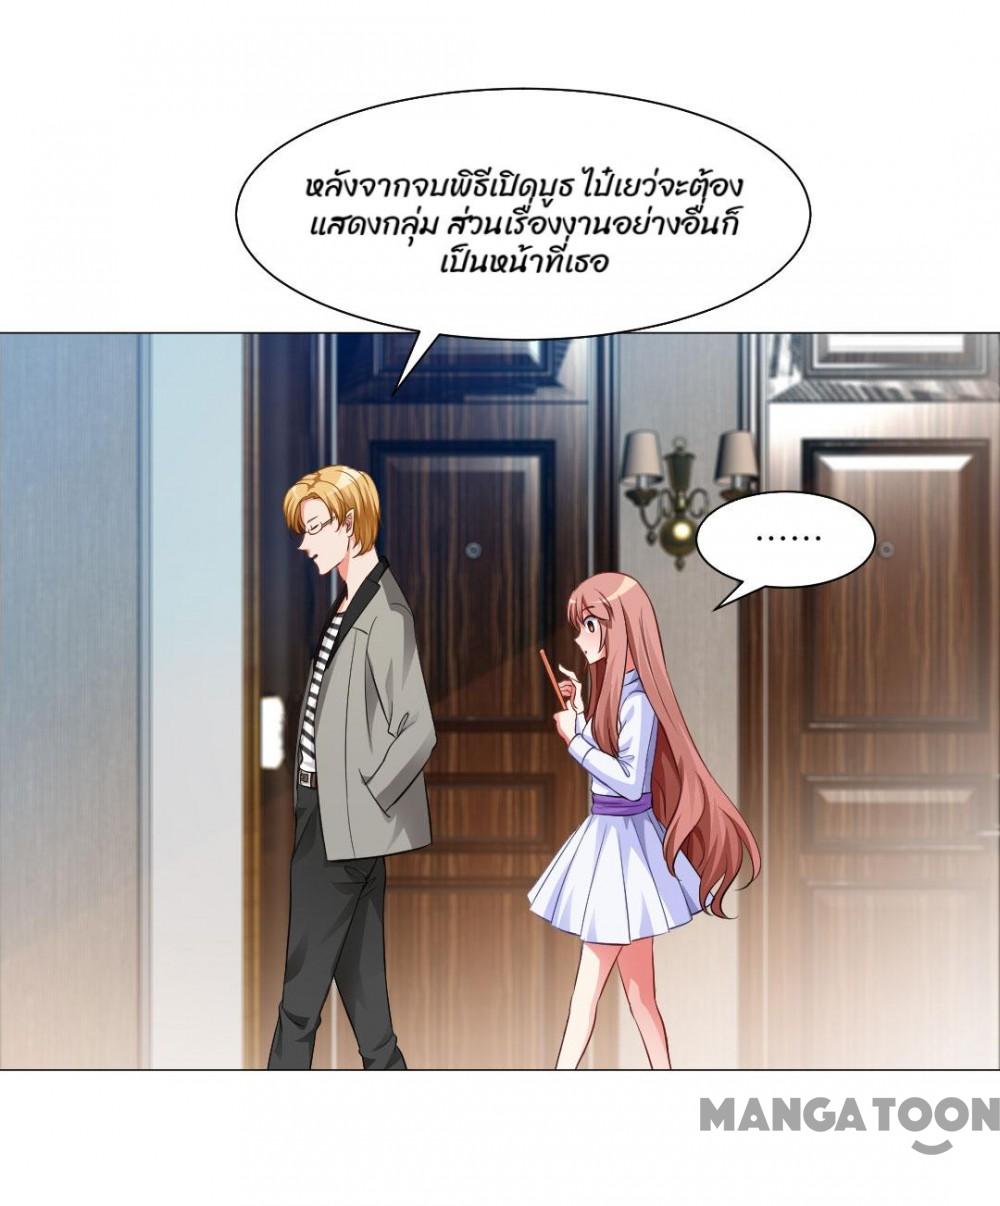 หลังจากจบพิธีเปิดบูธ ไป๋เยว่จะต้อง
แสดงกลุ่ม ส่วนเรื่องงานอย่างอื่นก็
เป็นหน้าที่เธอ
......
MANGATOON